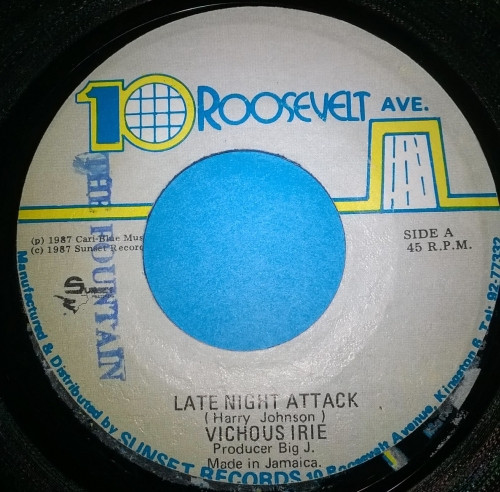 10 ROOSEVELT AVE.
(p) 1987 Cari-Blue Mus
(c) 1987 Sunset Record
SIDE A
45 R.P.M.
THE FOUNTAIN
LATE NIGHT ATTACK
(Harry Johnson)
VICHOUS IRIE
Producer Big J.
Made in Jamaica.
Manufactured & Distributed by SUNSET RECORDS 10 Roosevelt Avenue, Kingston 6, Tel: 92-77392